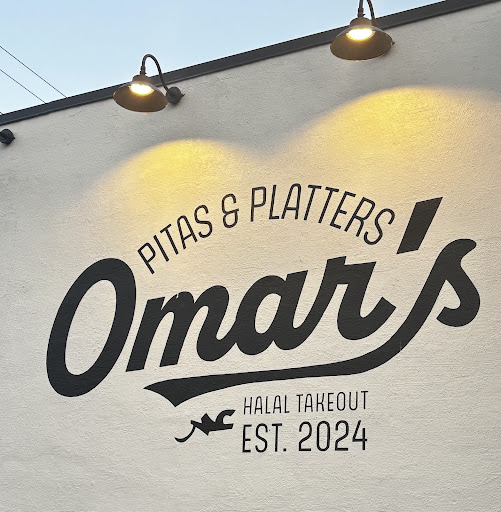 PITAS & PLATTERS
Omar's
HALAL TAKEOUT
EST. 2024